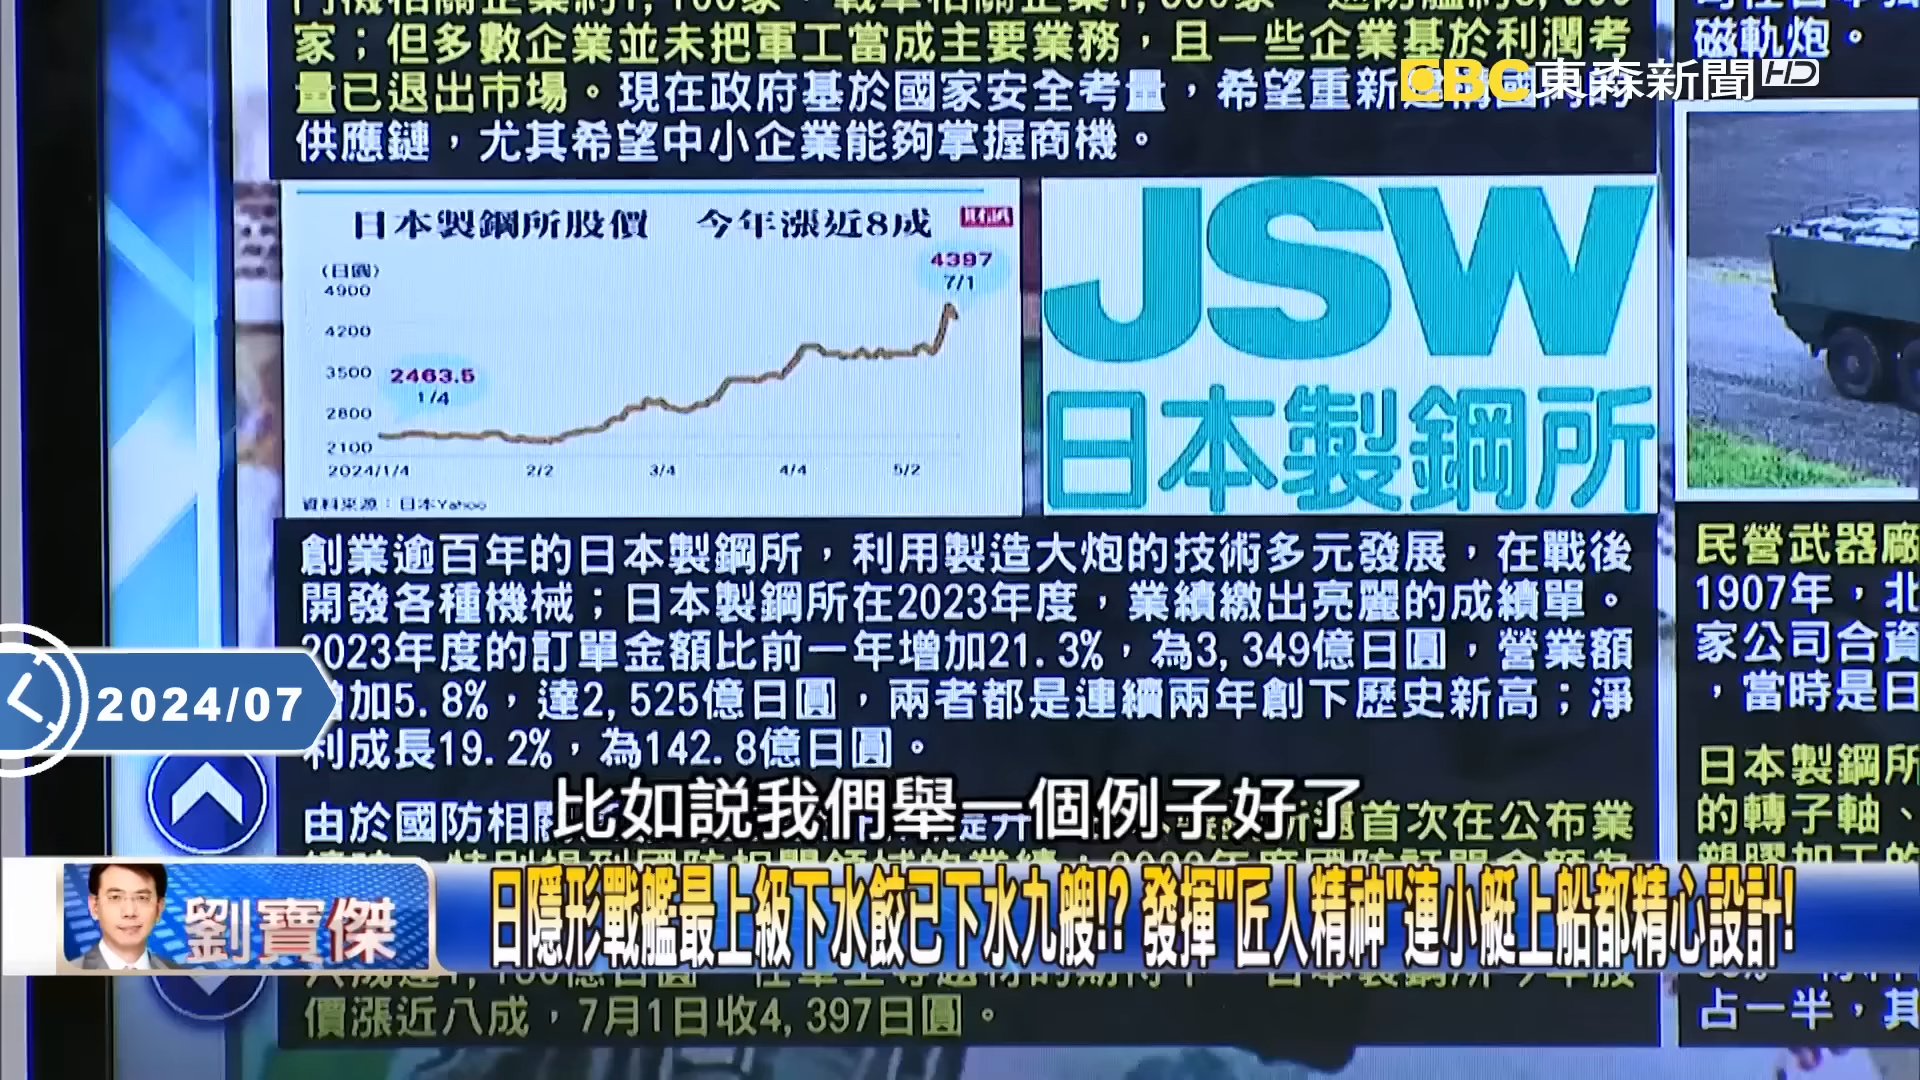 家；但多數企業並未把軍工當成主要業務，且一些企業基於利潤考
量已退出市場。現在政府基於國家安全考量，希望重新
供應鏈，尤其希望中小企業能夠掌握商機。
磁軌炮。
EBC東森新聞HD
日本製鋼所股價 今年漲近8成
財訊
(日圓)
4900
4200
3500
2800
2100
4397
7/1
2463.5
1/4
2024/1/4 2/2 3/4 4/4 5/2
資料來源：日本Yahoo
JSW
日本製鋼所
創業逾百年的日本製鋼所，利用製造大炮的技術多元發展，在戰後
開發各種機械；日本製鋼所在2023年度，業績繳出亮麗的成績單。
2023年度的訂單金額比前一年增加21.3%，為3,349億日圓，營業額
增加5.8%，達2,525億日圓，兩者都是連續兩年創下歷史新高；淨
利成長19.2%，為142.8億日圓。
由於國防相
所還首次在公布業
價漲近八成，7月1日收4,397日圓。
民營武器廠
1907年，北
家公司合資
，當時是日
日本製鋼所
的轉子軸、
塑膠加工的
占一半，其
2024/07
比如說我們舉一個例子好了
劉寶傑
日隱形戰艦最上級下水餃已下水九艘!? 發揮"匠人精神"連小艇上船都精心設計!